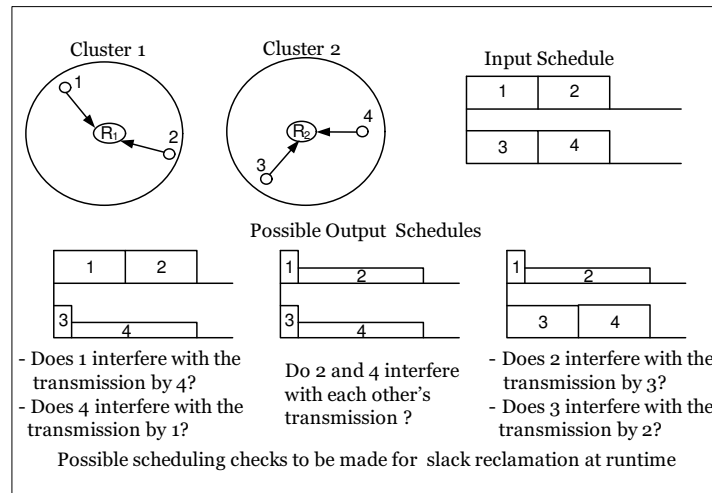 Cluster 1
Cluster 2
Input Schedule
1
R1
2
4
R2
3
1 2
3 4
Possible Output Schedules
1 2
3 4
1 2
3 4
1 2
3 4
- Does 1 interfere with the
transmission by 4?
- Does 4 interfere with the
transmission by 1?
Do 2 and 4 interfere
with each other's
transmission ?
- Does 2 interfere the
transmission by 3?
- Does 3 interfere with the
transmission by 2?
Possible scheduling checks to be made for slack reclamation at runtime